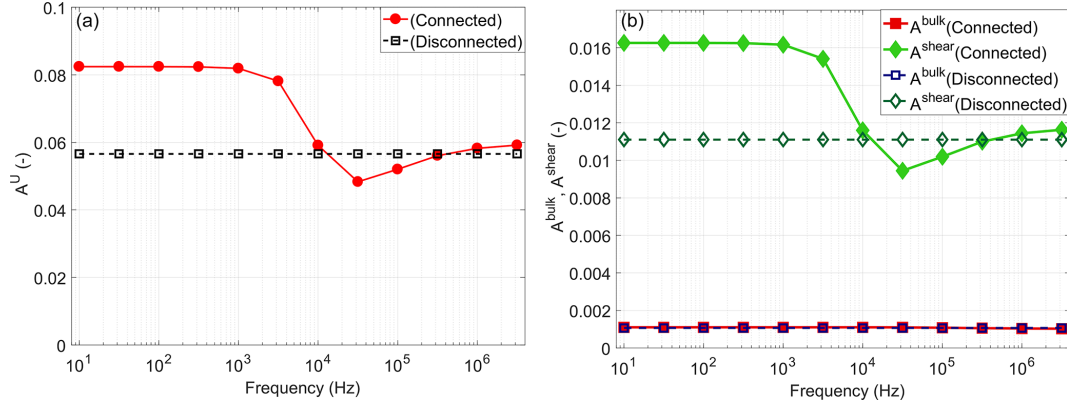 (a)
(Connected)
(Disconnected)
0.1
0.08
0.06
0.04
0.02
0
A^U (-)
10^1 10^2 10^3 10^4 10^5 10^6
Frequency (Hz)
(b)
A^bulk(Connected)
A^shear(Connected)
A^bulk(Disconnected)
A^shear(Disconnected)
0.016
0.014
0.012
0.01
0.008
0.006
0.004
0.002
0
A^bulk, A^shear (-)
10^1 10^2 10^3 10^4 10^5 10^6
Frequency (Hz)